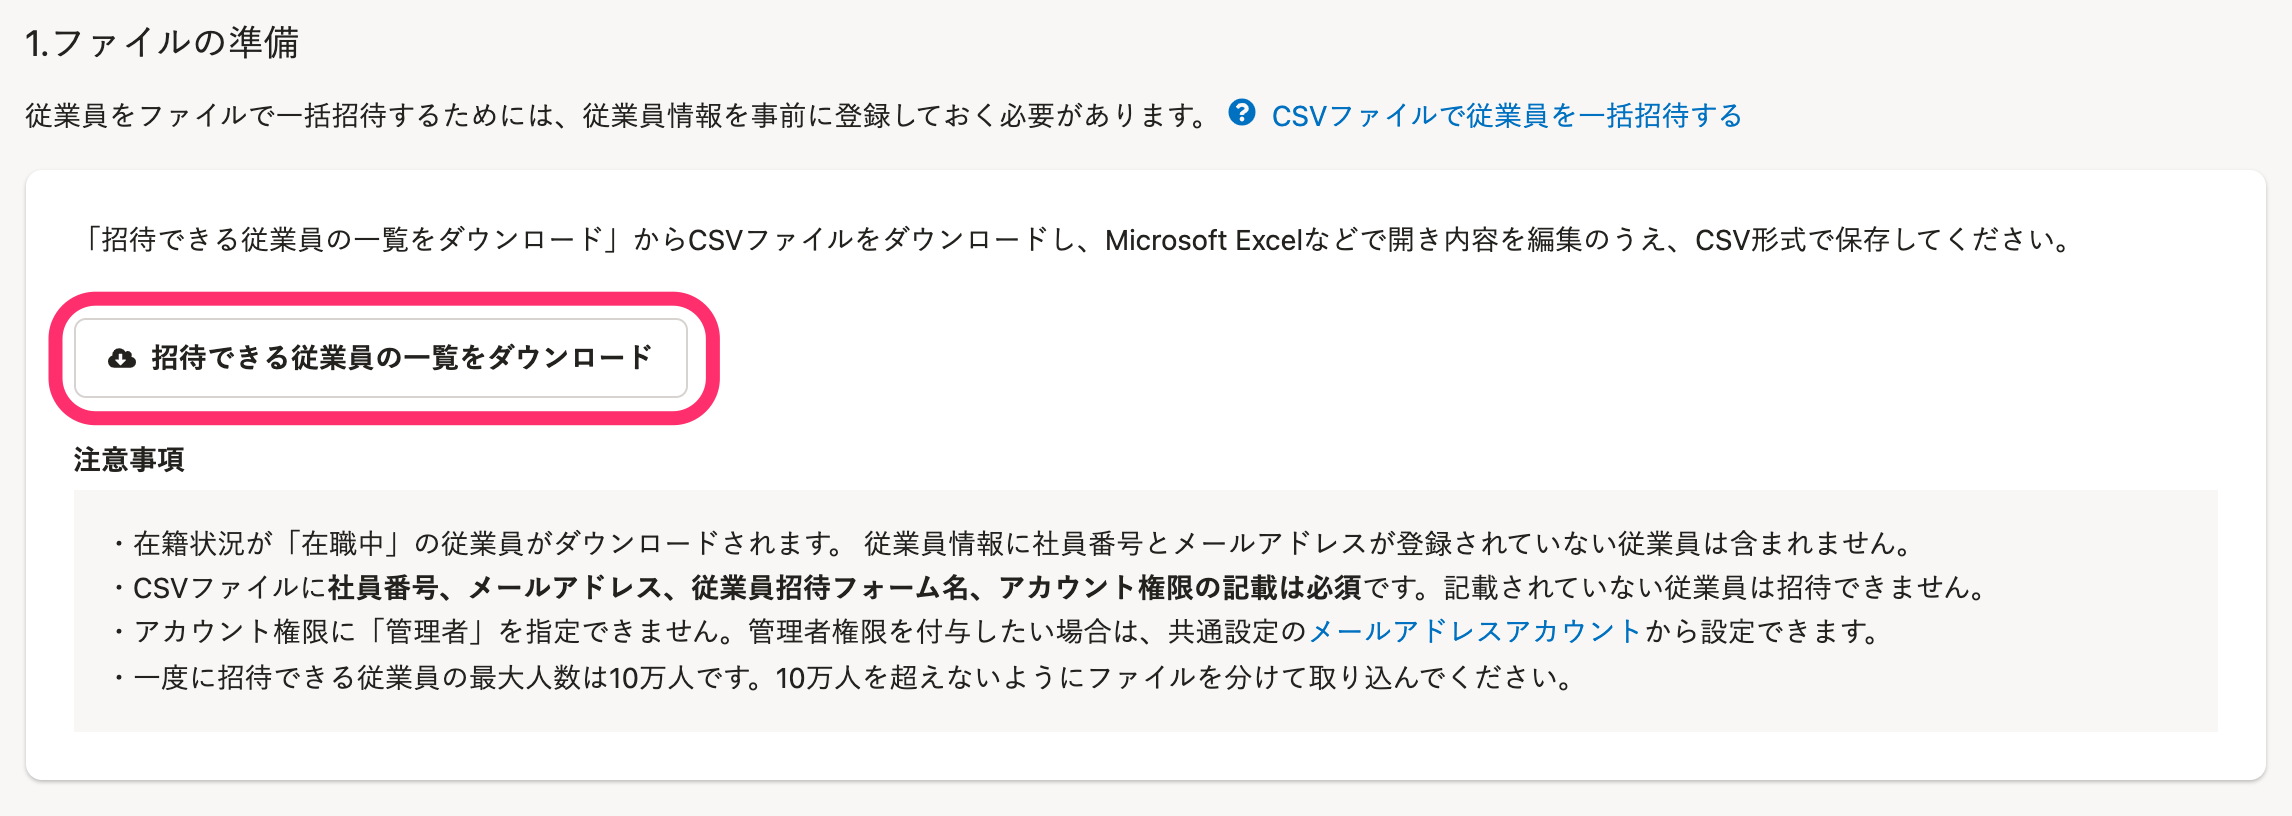 1.ファイルの準備
従業員をファイルで一括招待するためには、従業員情報を事前に登録しておく必要があります。 ? CSVファイルで従業員を一括招待する
「招待できる従業員の一覧をダウンロード」からCSVファイルをダウンロードし、Microsoft Excelなどで開き内容を編集のうえ、CSV形式で保存してください。
招待できる従業員の一覧をダウンロード
注意事項
・在籍状況が「在職中」の従業員がダウンロードされます。 従業員情報に社員番号とメールアドレスが登録されていない従業員は含まれません。
・CSVファイルに社員番号、メールアドレス、従業員招待フォーム名、アカウント権限の記載は必須です。記載されていない従業員は招待できません。
・アカウント権限に「管理者」を指定できません。管理者権限を付与したい場合は、共通設定のメールアドレスアカウントから設定できます。
・一度に招待できる従業員の最大人数は10万人です。10万人を超えないようにファイルを分けて取り込んでください。